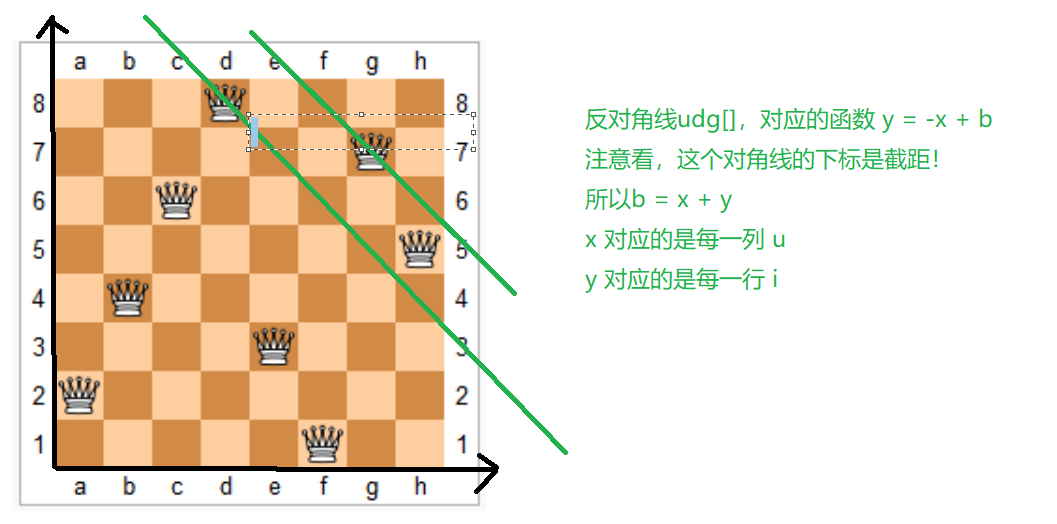 a b c d e f g h
8 8
7 7
6 6
5 5
4 4
3 3
2 2
1 1
a b c d e f g h
反对角线udg[]，对应的函数 y = -x + b
注意看，这个对角线的下标是截距！
所以b = x + y
x 对应的是每一列 u
y 对应的是每一行 i